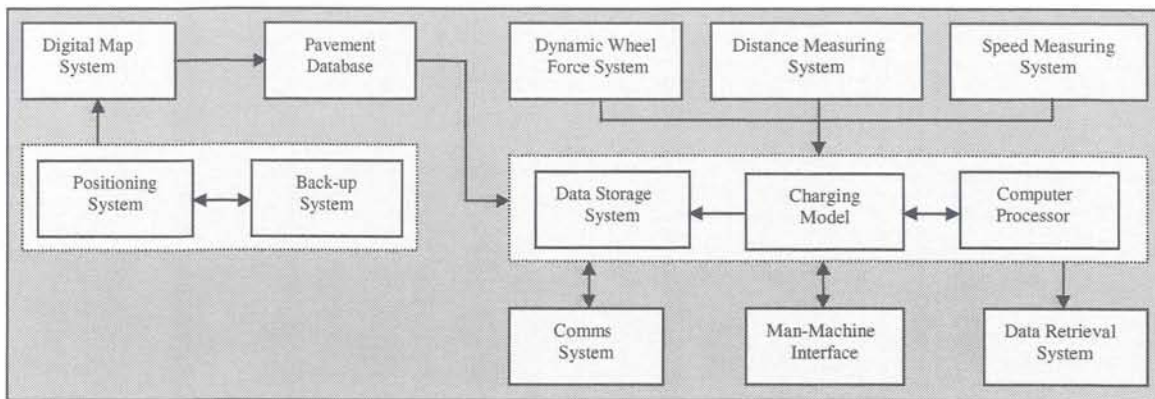 Digital Map
System
Pavement
Database
Dynamic Wheel
Force System
Distance Measuring
System
Speed Measuring
System
Positioning
System
Back-up
System
Data Storage
System
Charging
Model
Computer
Processor
Comms
System
Man-Machine
Interface
Data Retrieval
System